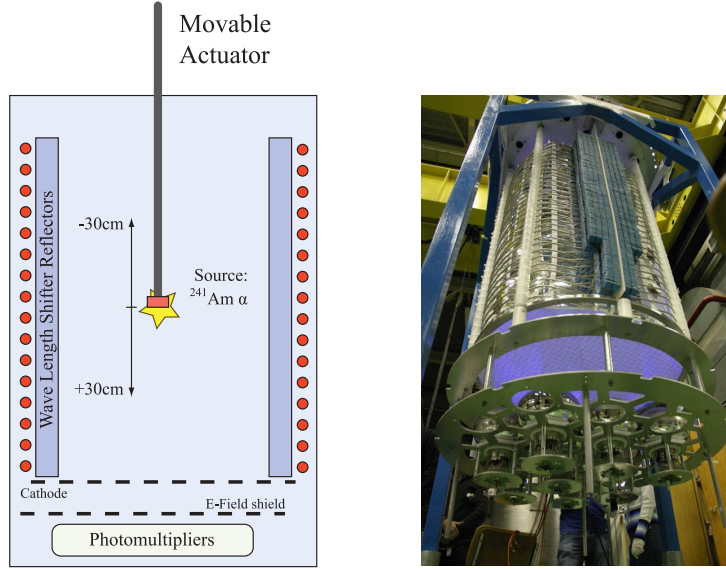 Movable
Actuator
Wave Length Shifter Reflectors
-30cm
Source:
²⁴¹Am α
+30cm
Cathode
E-Field shield
Photomultipliers